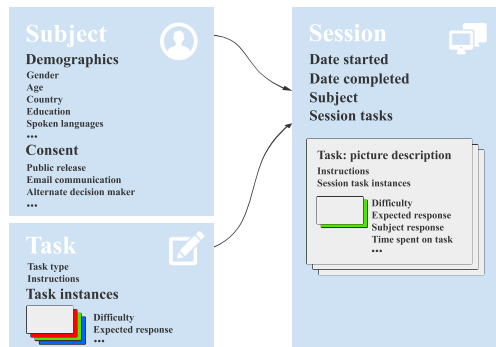 Subject
Demographics
Gender
Age
Country
Education
Spoken languages
...
Consent
Public release
Email communication
Alternate decision maker
...
Task
Task type
Instructions
Task instances
Difficulty
Expected response
...
Session
Date started
Date completed
Subject
Session tasks
Task: picture description
Instructions
Session task instances
Difficulty
Expected response
Subject response
Time spent on task
...